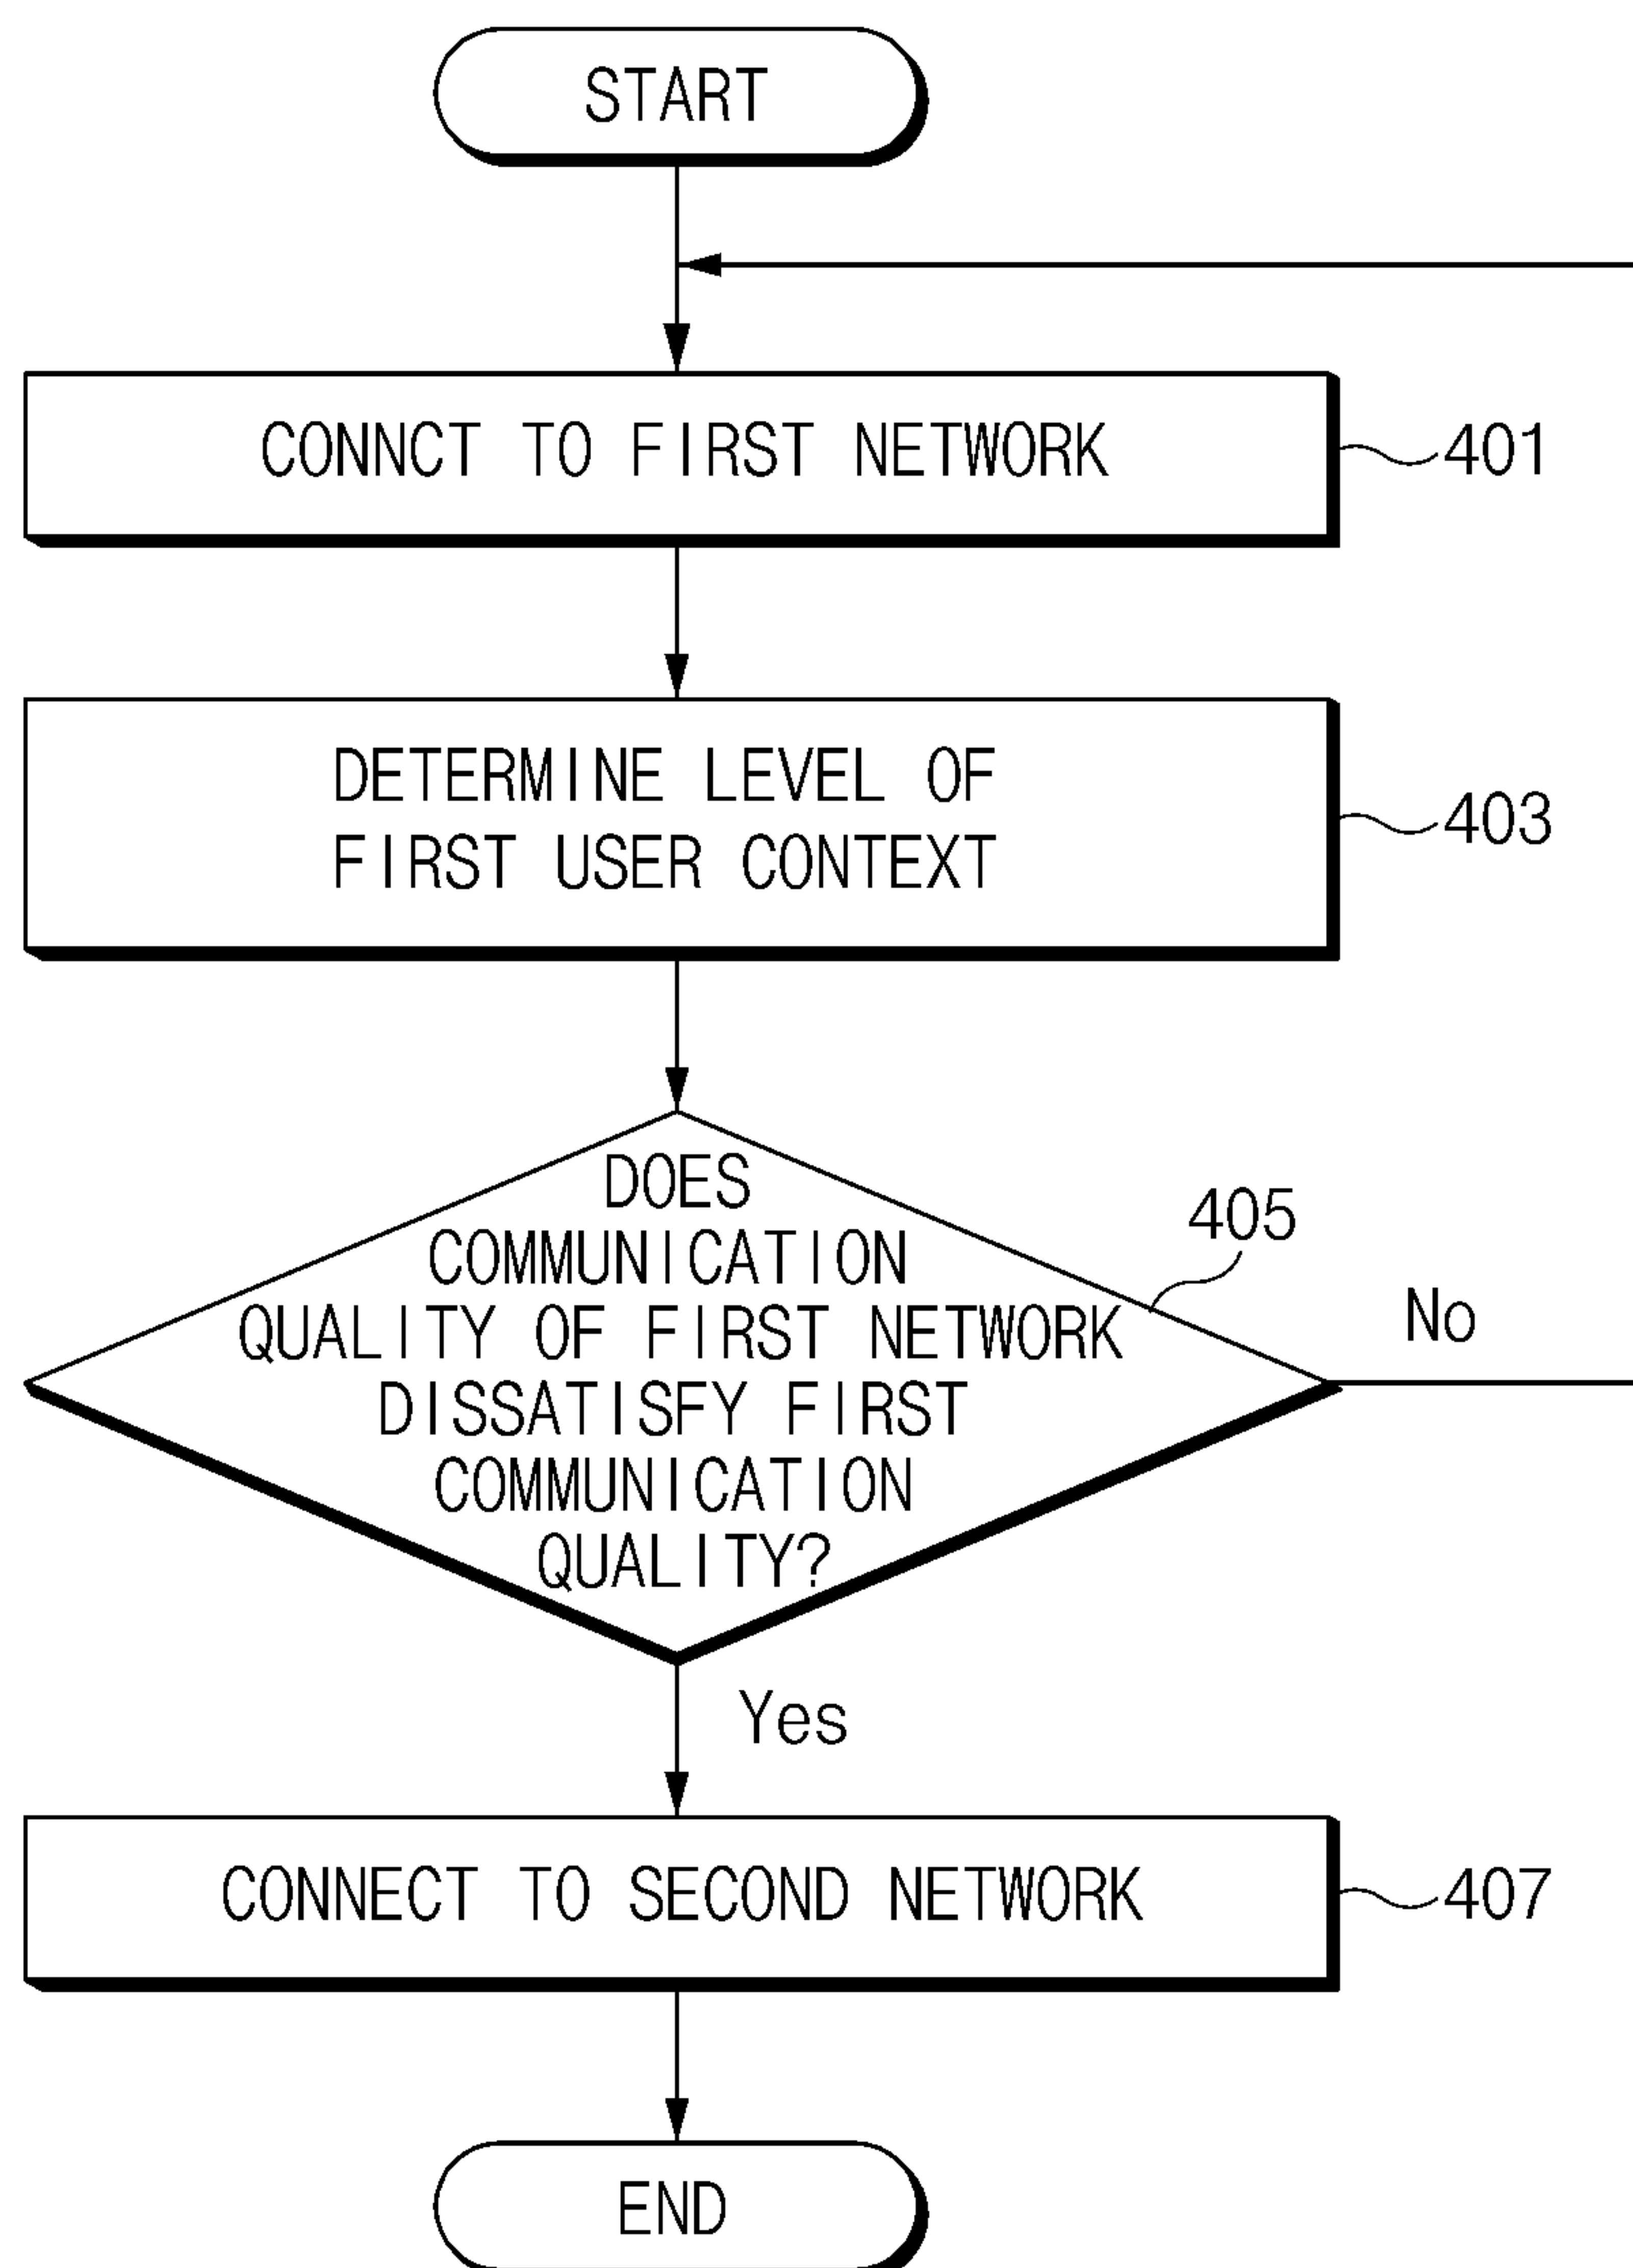 START
CONNCT TO FIRST NETWORK
401
DETERMINE LEVEL OF
FIRST USER CONTEXT
403
DOES
COMMUNICATION
QUALITY OF FIRST NETWORK
DISSATISFY FIRST
COMMUNICATION
QUALITY?
405
No
Yes
CONNECT TO SECOND NETWORK
407
END